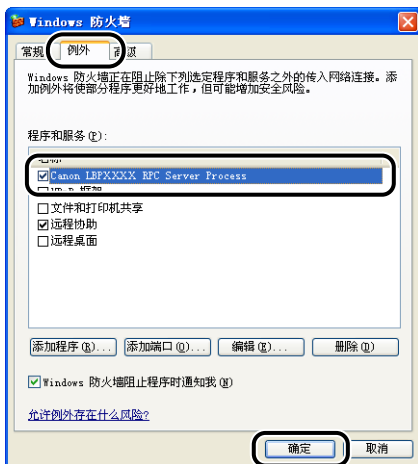 Windows 防火墙
常规
例外
高级
Windows 防火墙正在阻止除下列选定程序和服务之外的传入网络连接。添
加例外将使部分程序更好地工作，但可能增加安全风险。
程序和服务(P):
名称
Canon LBPXXXX RPC Server Process
UPnP 框架
文件和打印机共享
远程协助
远程桌面
添加程序(R)...
添加端口(O)...
编辑(E)...
删除(D)
Windows 防火墙阻止程序时通知我(N)
允许例外存在什么风险?
确定
取消